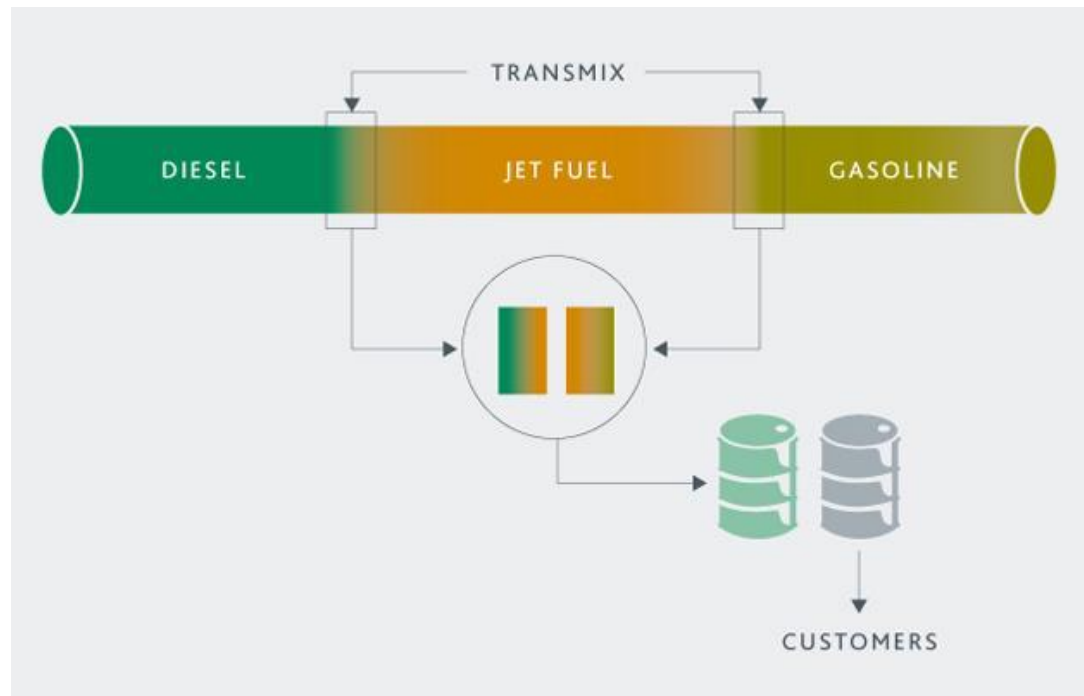 TRANSMIX
DIESEL
JET FUEL
GASOLINE
CUSTOMERS